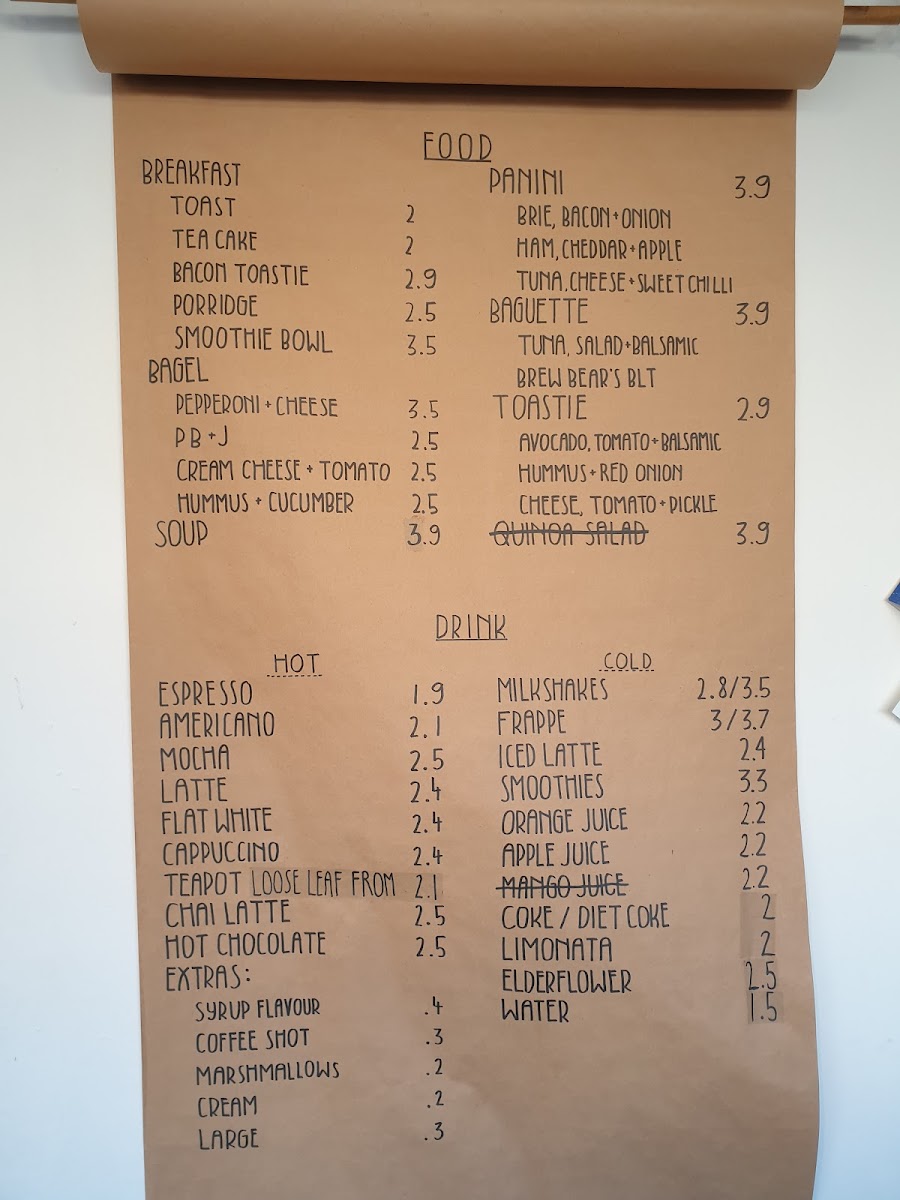 FOOD
BREAKFAST
TOAST 2
TEA CAKE 2
BACON TOASTIE 2.9
PORRIDGE 2.5
SMOOTHIE BOWL 3.5
BAGEL
PEPPERONI + CHEESE 3.5
P B + J 2.5
CREAM CHEESE + TOMATO 2.5
HUMMUS + CUCUMBER 2.5
SOUP 3.9
PANINI 3.9
BRIE, BACON + ONION
HAM, CHEDDAR + APPLE
TUNA, CHEESE + SWEET CHILLI
BAGUETTE 3.9
TUNA, SALAD + BALSAMIC
BREW BEAR'S BLT
TOASTIE 2.9
AVOCADO, TOMATO + BALSAMIC
HUMMUS + RED ONION
CHEESE, TOMATO + PICKLE
QUINOA SALAD 3.9
DRINK
HOT
ESPRESSO 1.9
AMERICANO 2.1
MOCHA 2.5
LATTE 2.4
FLAT WHITE 2.4
CAPPUCCINO 2.4
TEAPOT LOOSE LEAF FROM 2.1
CHAI LATTE 2.5
HOT CHOCOLATE 2.5
EXTRAS:
SYRUP FLAVOUR .4
COFFEE SHOT .3
MARSHMALLOWS .2
CREAM .2
LARGE .3
COLD
MILKSHAKES 2.8/3.5
FRAPPE 3/3.7
ICED LATTE 2.4
SMOOTHIES 3.3
ORANGE JUICE 2.2
APPLE JUICE 2.2
MANGO JUICE 2.2
COKE / DIET COKE 2
LIMONATA 2
ELDERFLOWER 2.5
WATER 1.5